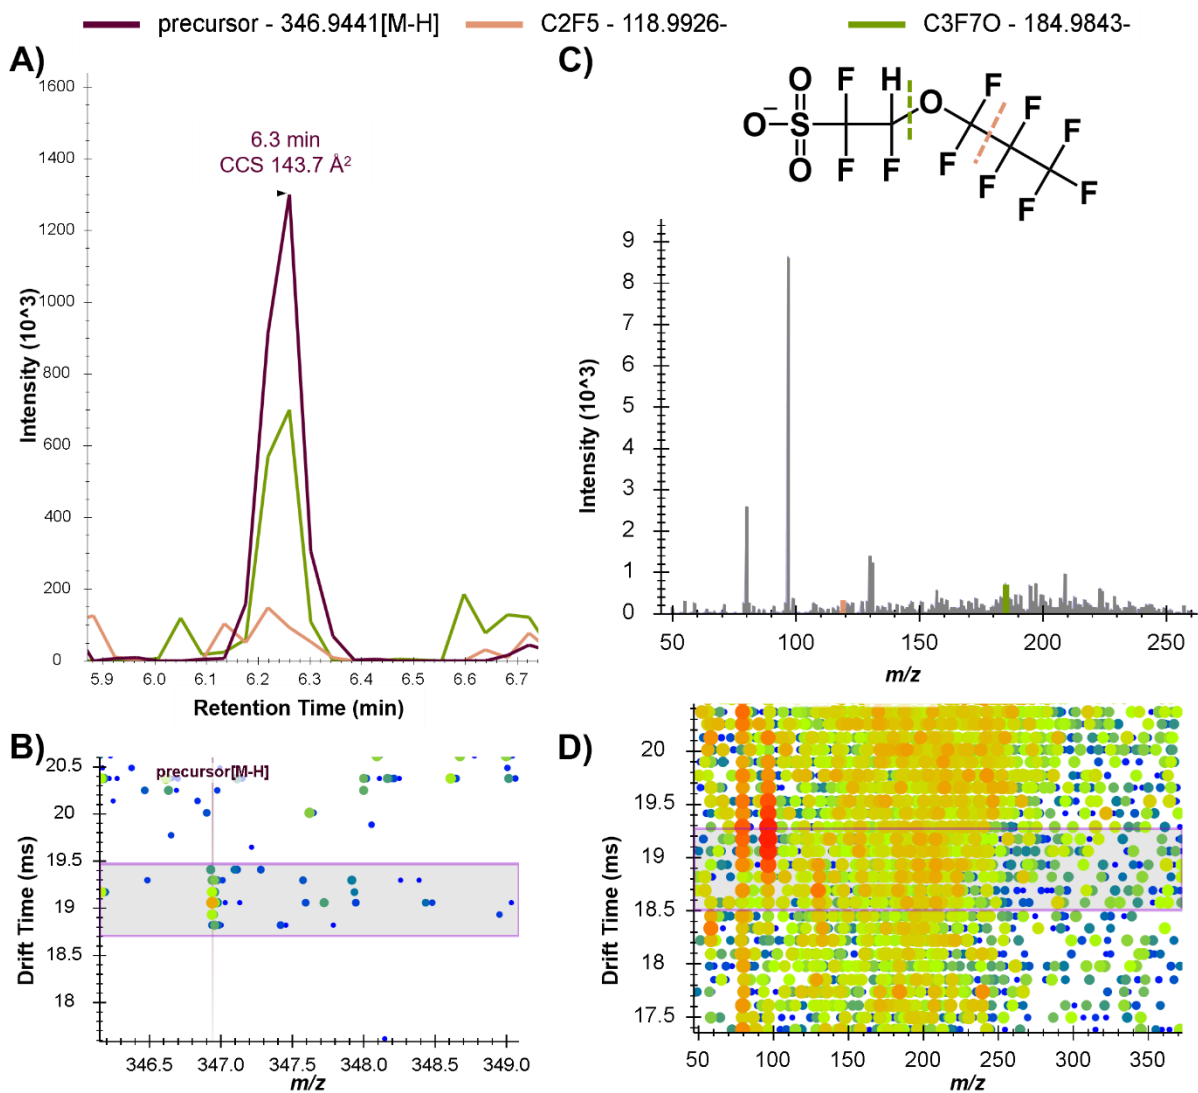 precursor - 346.9441[M-H]
C2F5 - 118.9926-
C3F7O - 184.9843-
A)
1600
1400
1200
1000
800
600
400
200
0
Intensity (10^3)
6.3 min
CCS 143.7 Å²
5.9 6.0 6.1 6.2 6.3 6.4 6.5 6.6 6.7
Retention Time (min)
C)
O F H O F F F
O S F F F F F F
O
−
9
8
7
6
5
4
3
2
1
0
Intensity (10^3)
50 100 150 200 250
m/z
B)
precursor[M-H]
20.5
20
19.5
19
18.5
18
Drift Time (ms)
346.5 347.0 347.5 348.0 348.5 349.0
m/z
D)
20
19.5
19
18.5
18
17.5
Drift Time (ms)
50 100 150 200 250 300 350
m/z